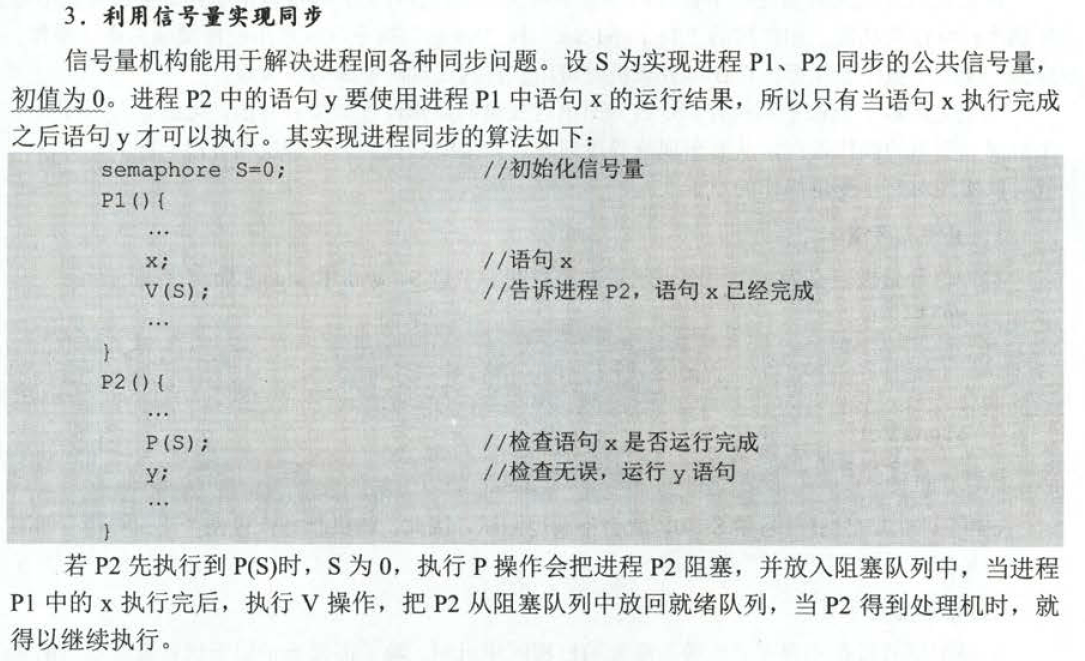 3．利用信号量实现同步
信号量机构能用于解决进程间各种同步问题。设 S 为实现进程 P1、P2 同步的公共信号量，
初值为 0。进程 P2 中的语句 y 要使用进程 P1 中语句 x 的运行结果，所以只有当语句 x 执行完成
之后语句 y 才可以执行。其实现进程同步的算法如下：
semaphore S=0; //初始化信号量
P1(){
…
x; //语句 x
V(S); //告诉进程 P2，语句 x 已经完成
…
}
P2(){
…
P(S); //检查语句 x 是否运行完成
y; //检查无误，运行 y 语句
…
}
若 P2 先执行到 P(S)时，S 为 0，执行 P 操作会把进程 P2 阻塞，并放入阻塞队列中，当进程
P1 中的 x 执行完后，执行 V 操作，把 P2 从阻塞队列中放回就绪队列，当 P2 得到处理机时，就
得以继续执行。